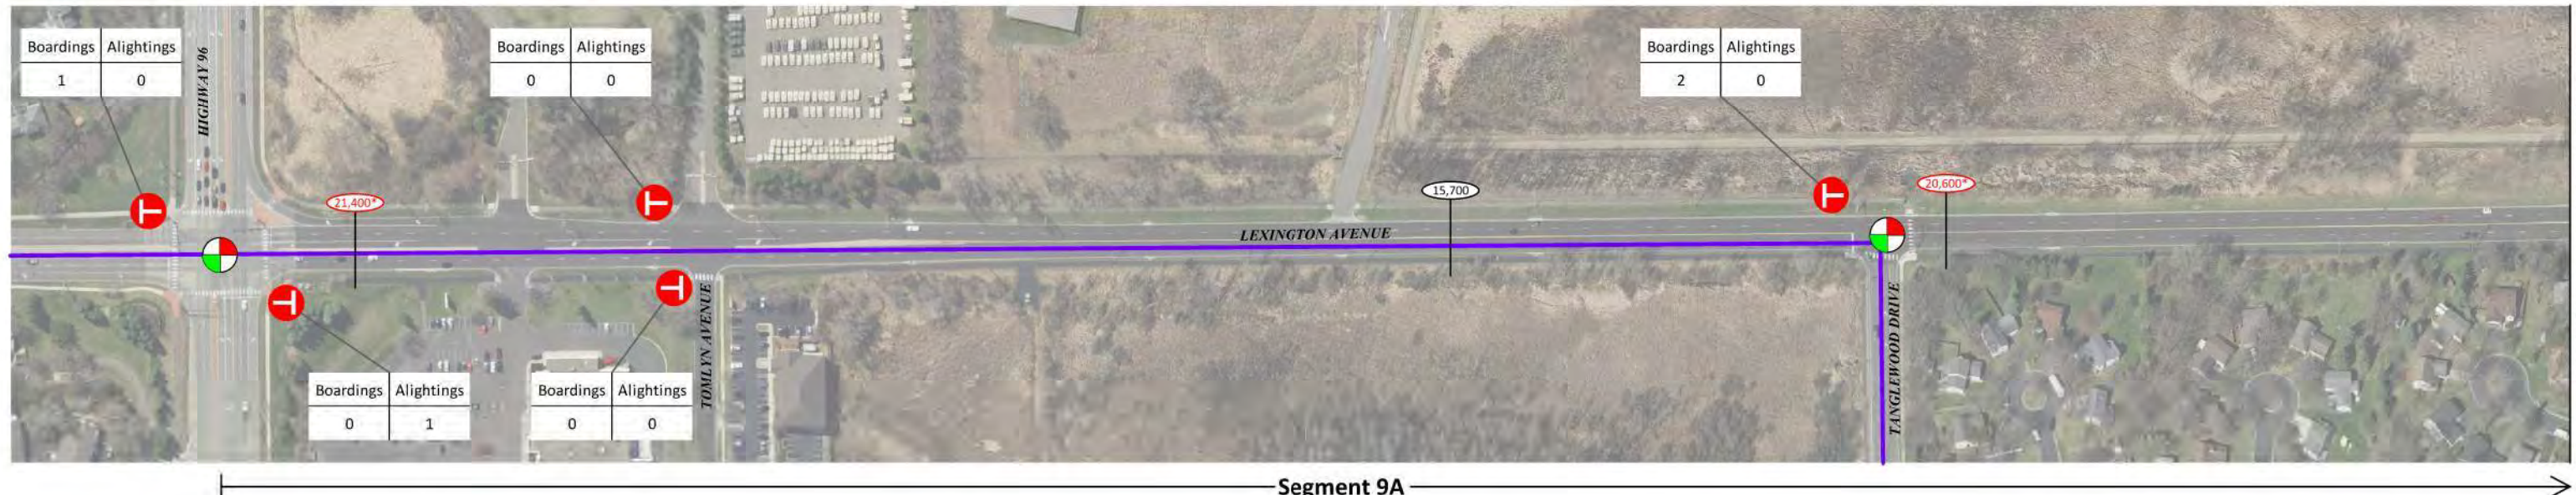 Boardings Alightings
1 0
HIGHWAY 96
Boardings Alightings
0 0
Boardings Alightings
2 0
T
T
T
21,400*
15,700
20,600*
LEXINGTON AVENUE
T
T
TOMLYN AVENUE
TANGLEWOOD DRIVE
Boardings Alightings
0 1
Boardings Alightings
0 0
Segment 9A